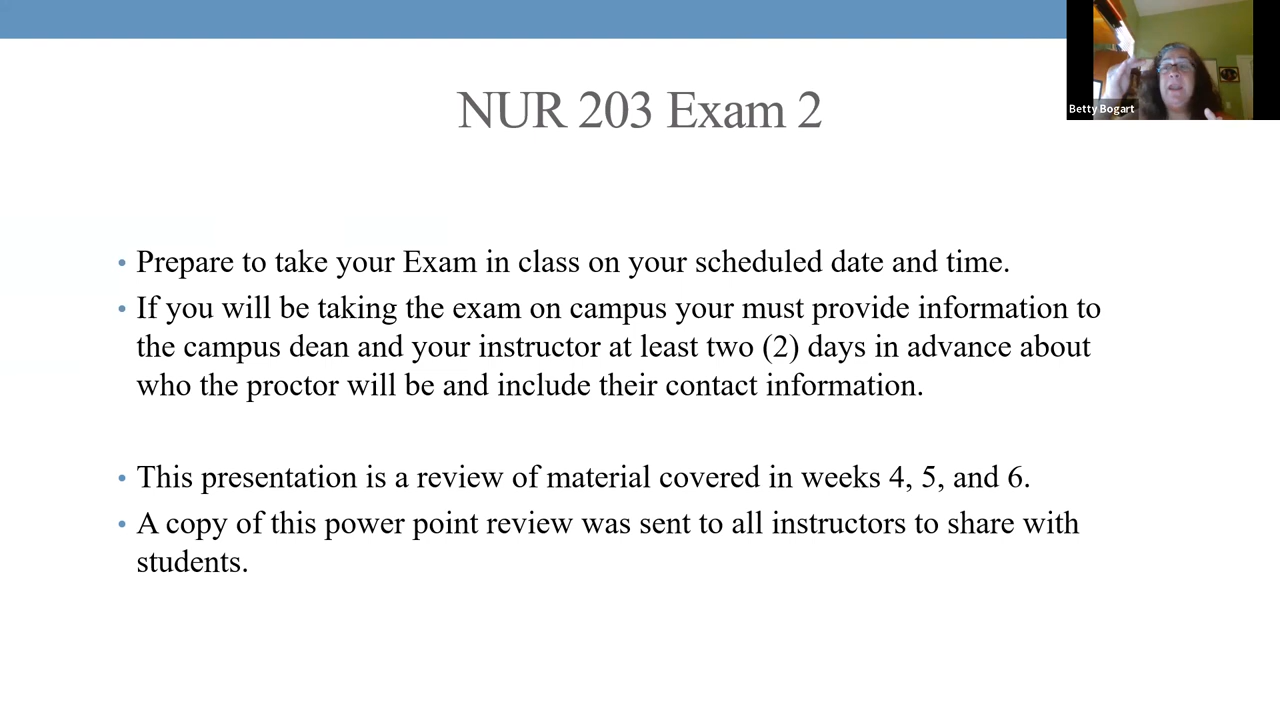 Betty Bogart
NUR 203 Exam 2
• Prepare to take your Exam in class on your scheduled date and time.
• If you will be taking the exam on campus your must provide information to
the campus dean and your instructor at least two (2) days in advance about
who the proctor will be and include their contact information.
• This presentation is a review of material covered in weeks 4, 5, and 6.
• A copy of this power point review was sent to all instructors to share with
students.